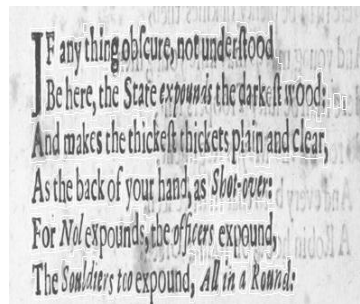 IF any thing obſcure, not underſtood,
Be here, the State expounds the darkeſt wood;
And makes the thickeſt thickets plain and clear,
As the back of your hand, as Shot-over:
For Nol expounds, the officers expound,
The Souldiers too expound, All in a Round: